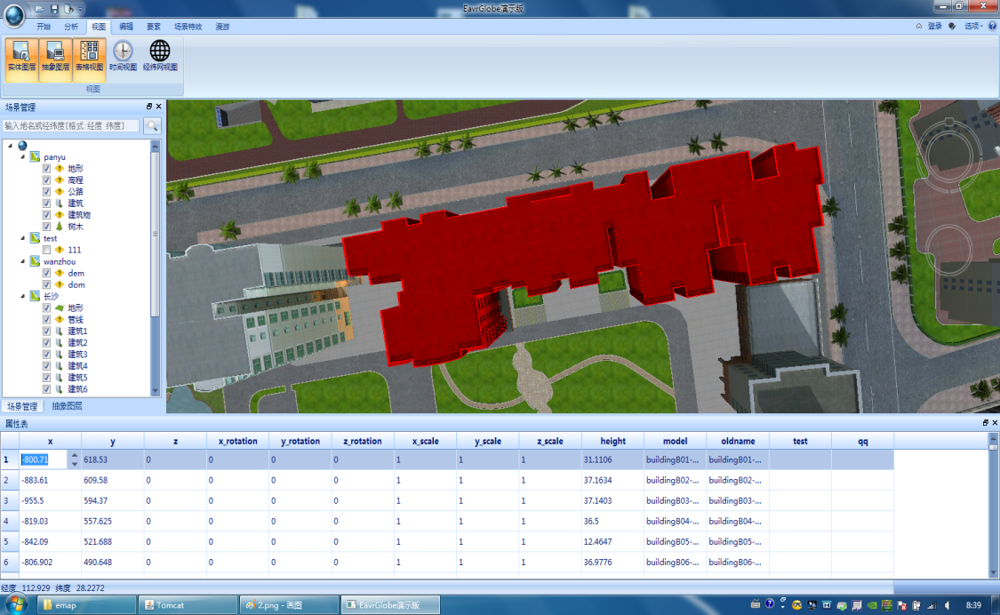 EavrGlobe演示版
开始 分析 视图 编辑 要素 场景特效 漫游
登录 选项
实体图层 抽象图层 表格视图 时间视图 经纬网视图
视图
场景管理
输入地名或经纬度[格式:经度 纬度]
panyu
地形
高程
公路
建筑
建筑物
树木
test
111
wanzhou
dem
dom
长沙
地形
管线
建筑1
建筑2
建筑3
建筑4
建筑5
建筑6
场景管理 抽象图层
属性表
x y z x_rotation y_rotation z_rotation x_scale y_scale z_scale height model oldname test qq
1 -800.71 618.53 0 0 0 0 1 1 1 31.1106 buildingB01-... buildingB01-...
2 -883.61 609.58 0 0 0 0 1 1 1 37.1634 buildingB02-... buildingB02-...
3 -955.5 594.37 0 0 0 0 1 1 1 37.1403 buildingB03-... buildingB03-...
4 -819.03 557.625 0 0 0 0 1 1 1 36.5 buildingB04-... buildingB04-...
5 -842.09 521.688 0 0 0 0 1 1 1 12.4647 buildingB05-... buildingB05-...
6 -806.902 490.648 0 0 0 0 1 1 1 36.9776 buildingB06-... buildingB06-...
经度 112.929 纬度 28.2272
emap Tomcat 2.png - 画图 EavrGlobe演示版 8:39